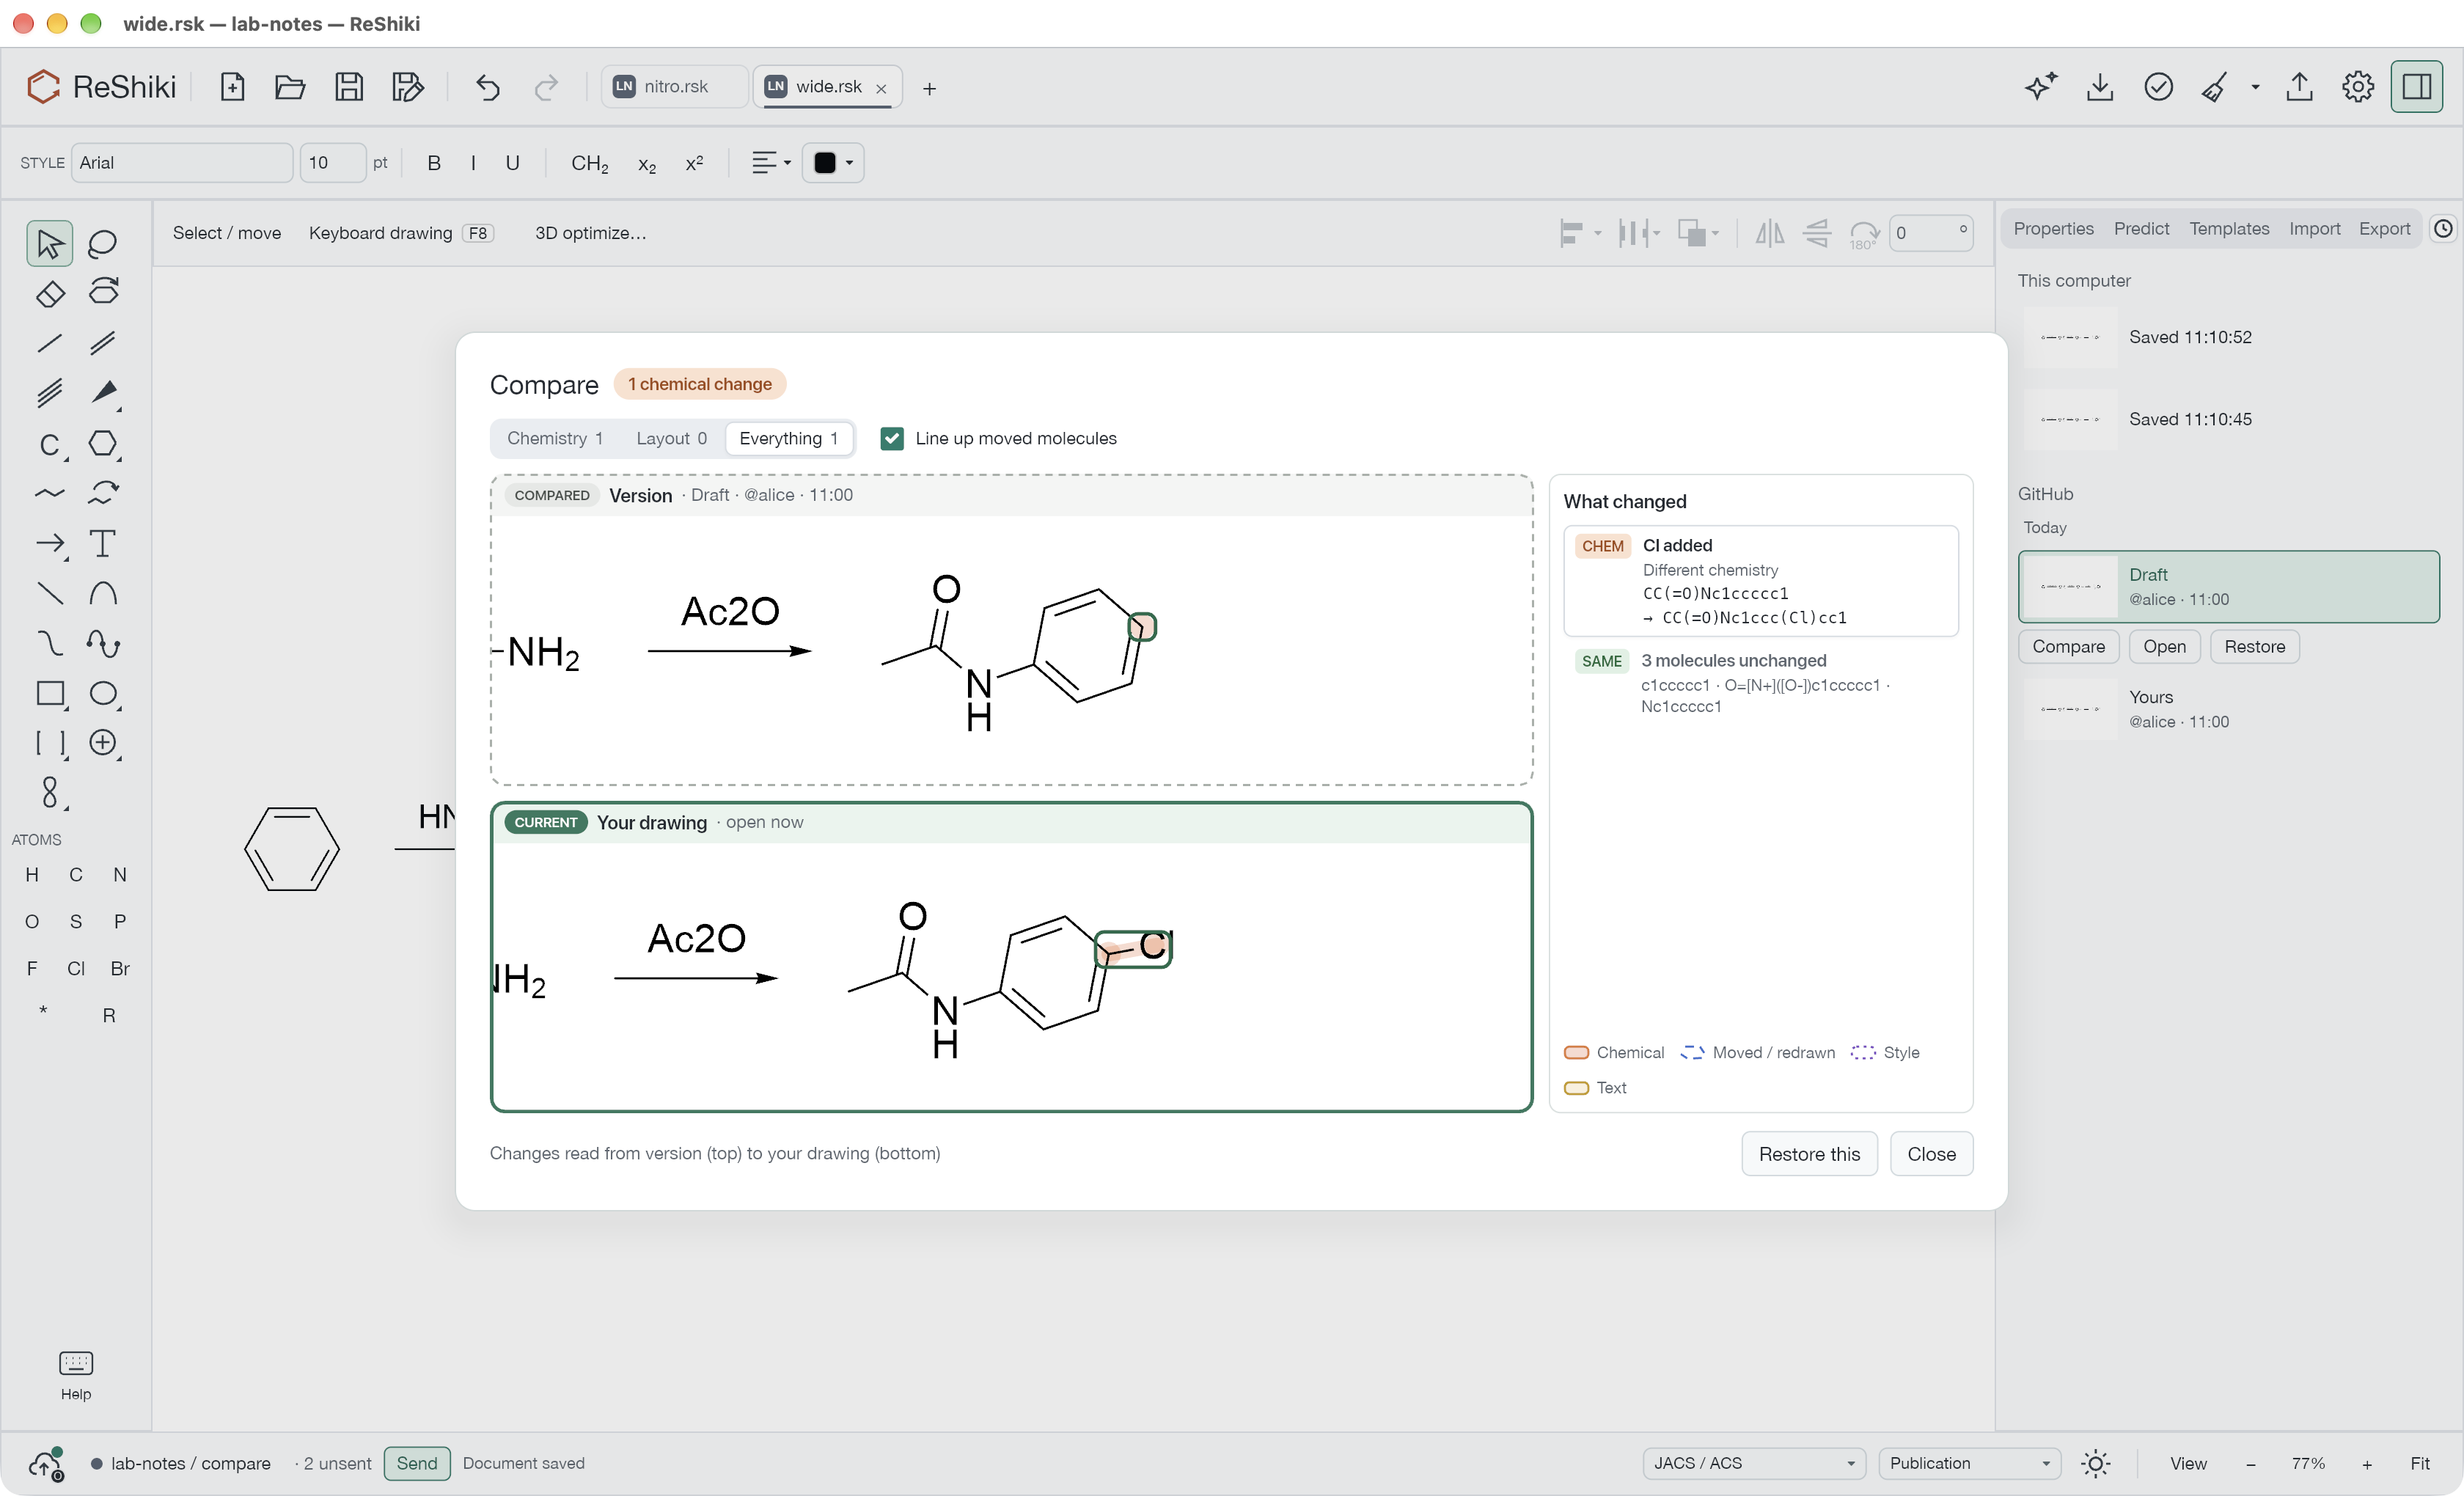 wide.rsk — lab-notes — ReShiki
ReShiki
LN nitro.rsk
LN wide.rsk × +
STYLE Arial 10 pt B I U CH₂ x₂ x²
Select / move Keyboard drawing F8 3D optimize...
180° 0 °
Properties Predict Templates Import Export
This computer
Saved 11:10:52
Saved 11:10:45
GitHub
Today
Draft
@alice · 11:00
Compare Open Restore
Yours
@alice · 11:00
C
T
ATOMS
H C N
O S P
F Cl Br
* R
Help
HN
Compare 1 chemical change
Chemistry 1 Layout 0 Everything 1 Line up moved molecules
COMPARED Version · Draft · @alice · 11:00
NH₂
Ac2O
O
N
H
CURRENT Your drawing · open now
NH₂
Ac2O
O
Cl
N
H
What changed
CHEM Cl added
Different chemistry
CC(=O)Nc1ccccc1
→ CC(=O)Nc1ccc(Cl)cc1
SAME 3 molecules unchanged
c1ccccc1 · O=[N+]([O-])c1ccccc1 ·
Nc1ccccc1
Chemical Moved / redrawn Style
Text
Changes read from version (top) to your drawing (bottom)
Restore this Close
lab-notes / compare · 2 unsent Send Document saved
JACS / ACS Publication View − 77% + Fit